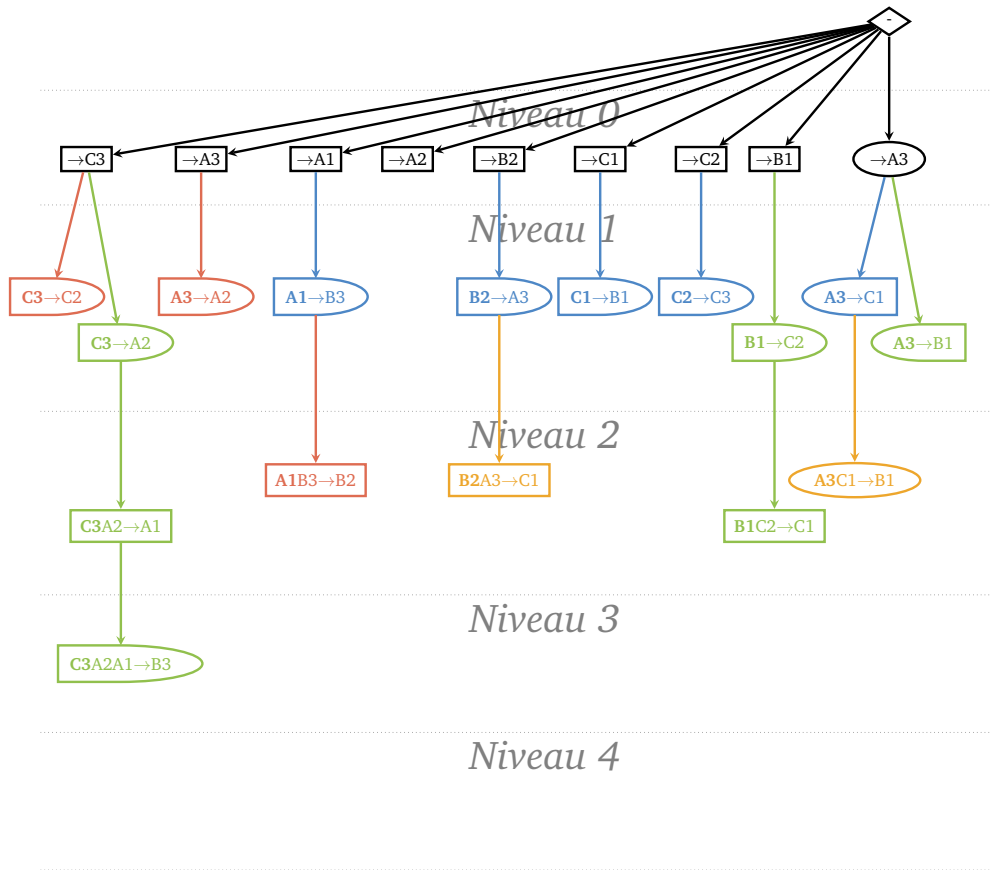 -
Niveau 0
→C3 →A3 →A1 →A2 →B2 →C1 →C2 →B1 →A3
Niveau 1
C3→C2 A3→A2 A1→B3 B2→A3 C1→B1 C2→C3 A3→C1
C3→A2 B1→C2 A3→B1
Niveau 2
A1B3→B2 B2A3→C1 A3C1→B1
C3A2→A1 B1C2→C1
Niveau 3
C3A2A1→B3
Niveau 4